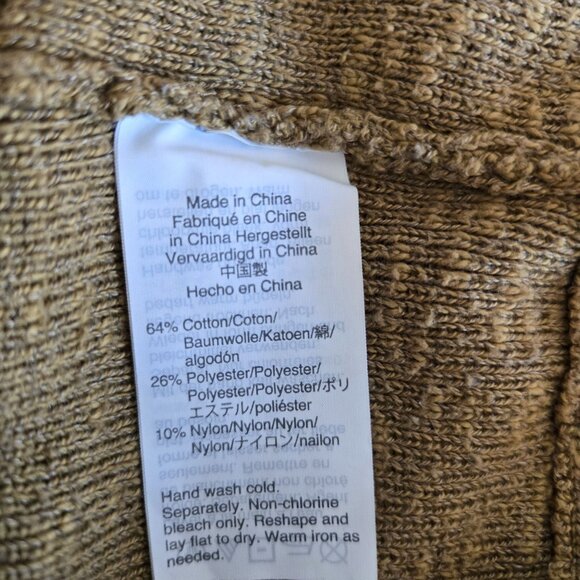 Made in China
Fabriqué en Chine
in China Hergestellt
Vervaardigd in China
中国製
Hecho en China
64% Cotton/Coton/
Baumwolle/Katoen/綿/
algodón
26% Polyester/Polyester/
Polyester/Polyester/ポリ
エステル/poliéster
10% Nylon/Nylon/Nylon/
Nylon/ナイロン/nailon
Hand wash cold.
Separately. Non-chlorine
bleach only. Reshape and
lay flat to dry. Warm iron as
needed.